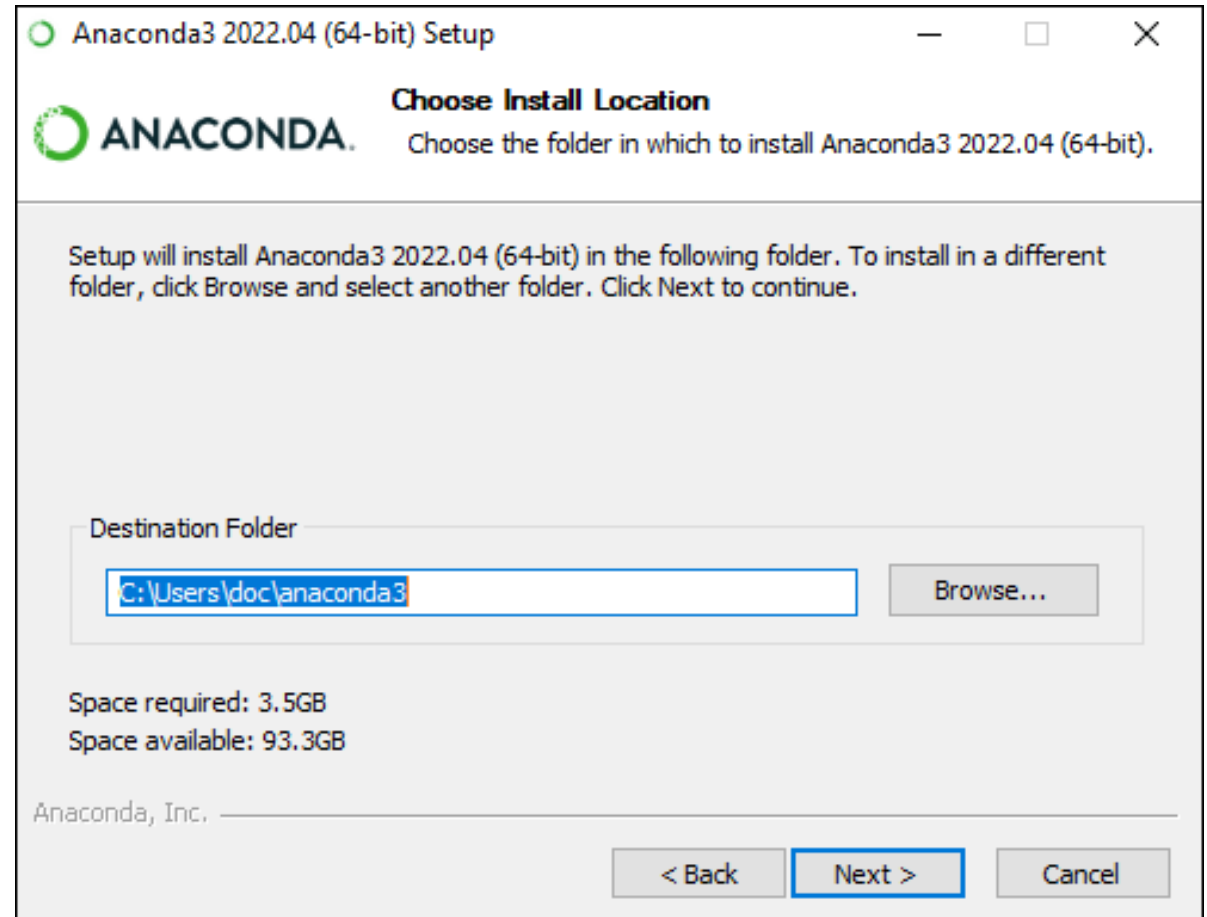 Anaconda3 2022.04 (64-bit) Setup
ANACONDA.
Choose Install Location
Choose the folder in which to install Anaconda3 2022.04 (64-bit).
Setup will install Anaconda3 2022.04 (64-bit) in the following folder. To install in a different
folder, click Browse and select another folder. Click Next to continue.
Destination Folder
C:\Users\doc\anaconda3
Browse...
Space required: 3.5GB
Space available: 93.3GB
Anaconda, Inc.
< Back
Next >
Cancel